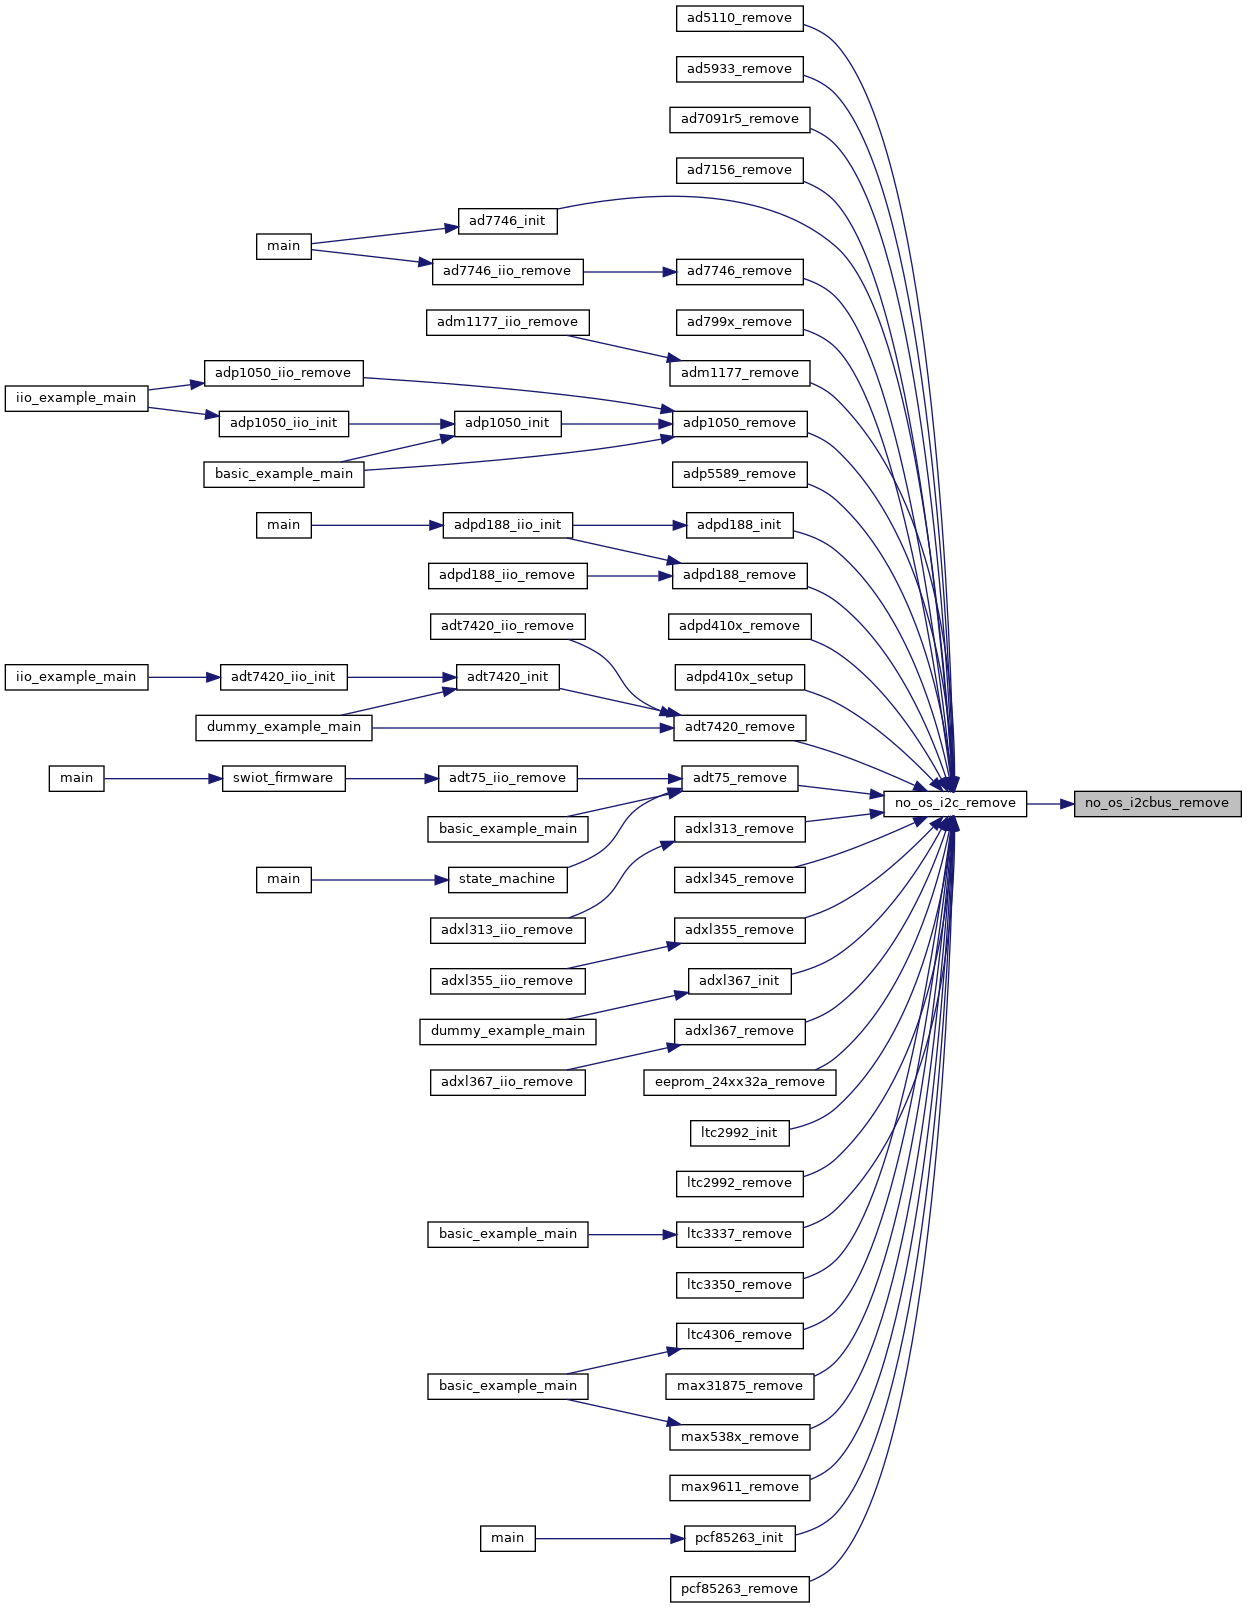 ad5110_remove
ad5933_remove
ad7091r5_remove
ad7156_remove
ad7746_init
main
ad7746_iio_remove
ad7746_remove
adm1177_iio_remove
ad799x_remove
adp1050_iio_remove
adm1177_remove
iio_example_main
adp1050_iio_init
adp1050_init
adp1050_remove
basic_example_main
adp5589_remove
main
adpd188_iio_init
adpd188_init
adpd188_iio_remove
adpd188_remove
adt7420_iio_remove
adpd410x_remove
iio_example_main
adt7420_iio_init
adt7420_init
adpd410x_setup
dummy_example_main
adt7420_remove
main
swiot_firmware
adt75_iio_remove
adt75_remove
no_os_i2c_remove
no_os_i2cbus_remove
basic_example_main
adxl313_remove
main
state_machine
adxl345_remove
adxl313_iio_remove
adxl355_remove
adxl355_iio_remove
adxl367_init
dummy_example_main
adxl367_remove
adxl367_iio_remove
eeprom_24xx32a_remove
ltc2992_init
ltc2992_remove
basic_example_main
ltc3337_remove
ltc3350_remove
ltc4306_remove
basic_example_main
max31875_remove
max538x_remove
max9611_remove
main
pcf85263_init
pcf85263_remove